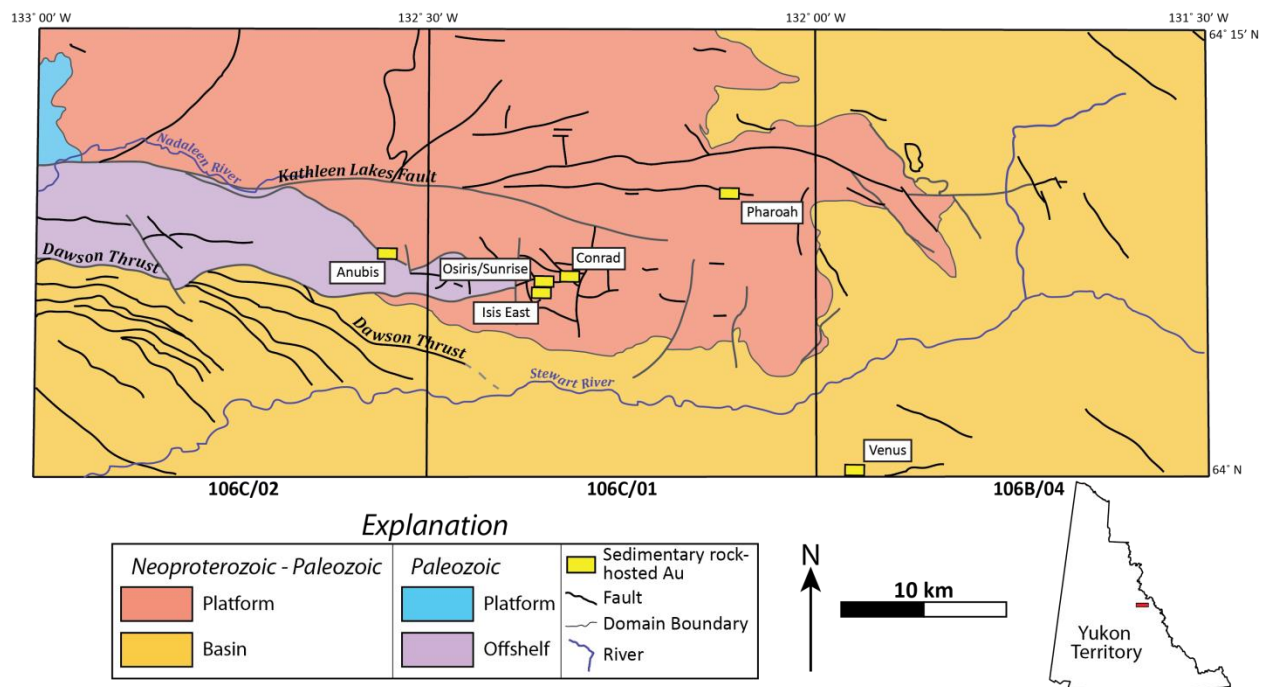 133° 00' W
132° 30' W
132° 00' W
131° 30' W
64° 15' N
Nadaleen River
Kathleen Lakes Fault
Pharoah
Dawson Thrust
Anubis
Osiris/Sunrise
Conrad
Isis East
Dawson Thrust
Stewart River
Venus
64° N
106C/02
106C/01
106B/04
Explanation
Neoproterozoic - Paleozoic
Platform
Basin
Paleozoic
Platform
Offshelf
Sedimentary rock-
hosted Au
Fault
Domain Boundary
River
N
10 km
Yukon
Territory